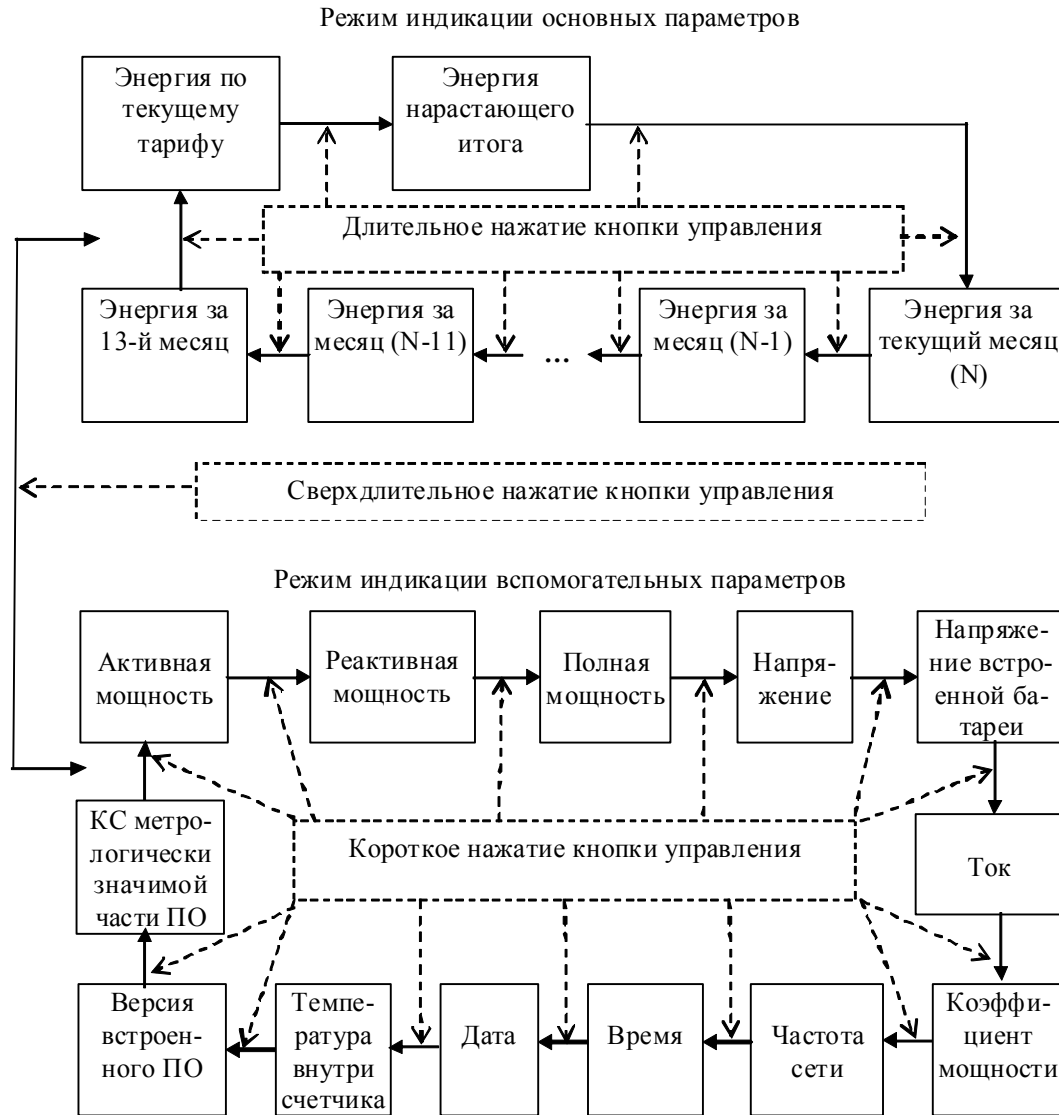 Режим индикации основных параметров
Энергия по
текущему
тарифу
Энергия
нарастающего
итога
Длительное нажатие кнопки управления
Энергия за
13-й месяц
Энергия за
месяц (N-11)
...
Энергия за
месяц (N-1)
Энергия за
текущий месяц
(N)
Сверхдлительное нажатие кнопки управления
Режим индикации вспомогательных параметров
Активная
мощность
Реактивная
мощность
Полная
мощность
Напря-
жение
Напряже-
ние встро-
енной ба-
тареи
КС метро-
логически
значимой
части ПО
Короткое нажатие кнопки управления
Ток
Версия
встроен-
ного ПО
Темпе-
ратура
внутри
счетчика
Дата
Время
Частота
сети
Коэффи-
циент
мощности